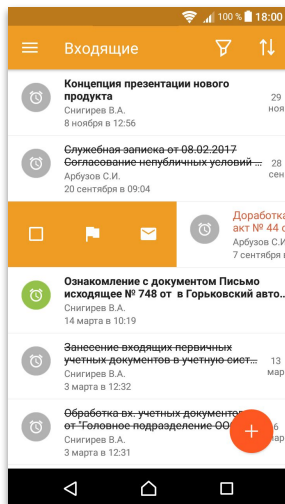 100 % 18:00
Входящие
Концепция презентации нового
продукта
Снигирев В.А.
8 ноября в 12:56
29
ноя
Служебная записка от 08.02.2017
Согласование непубличных условий ...
Арбузов С.И.
20 сентября в 09:04
28
сен
Доработка
акт № 44 о
Арбузов С.И
7 сентября
Ознакомление с документом Письмо
исходящее № 748 от в Горьковский авто..
Снигирев В.А.
14 марта в 10:19
Занесение входящих первичных
учетных документов в учетную сист...
Снигирев В.А.
3 марта в 12:32
13
мар
Обработка вх. учетных документов
от "Головное подразделение ОО
Снигирев В.А.
3 марта в 12:31
6